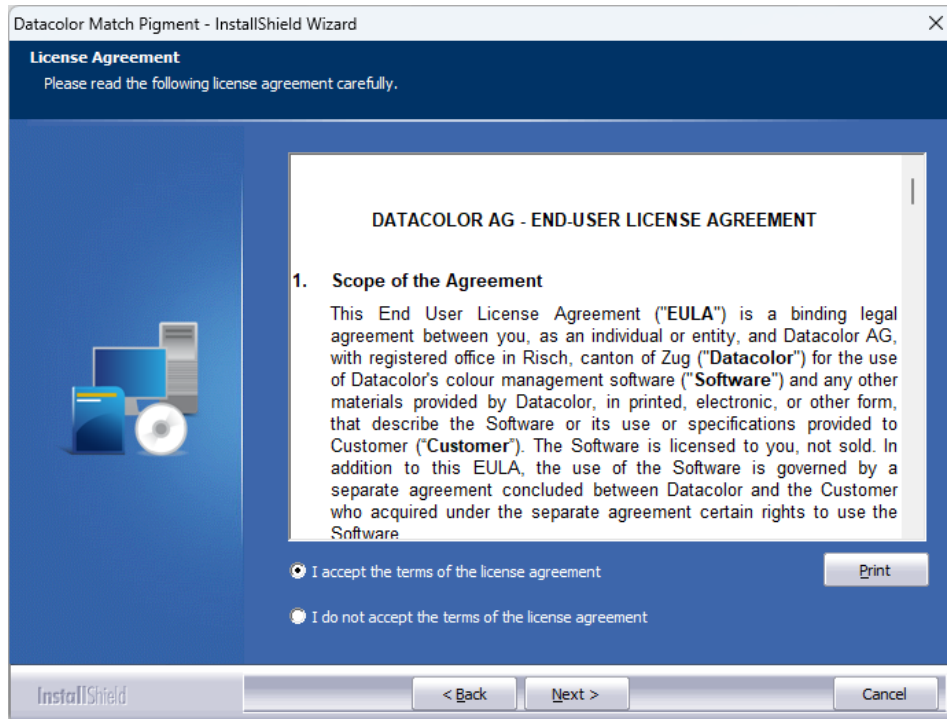 Datacolor Match Pigment - InstallShield Wizard
License Agreement
Please read the following license agreement carefully.
DATACOLOR AG - END-USER LICENSE AGREEMENT
1. Scope of the Agreement
This End User License Agreement ("EULA") is a binding legal
agreement between you, as an individual or entity, and Datacolor AG,
with registered office in Risch, canton of Zug ("Datacolor") for the use
of Datacolor's colour management software ("Software") and any other
materials provided by Datacolor, in printed, electronic, or other form,
that describe the Software or its use or specifications provided to
Customer (“Customer”). The Software is licensed to you, not sold. In
addition to this EULA, the use of the Software is governed by a
separate agreement concluded between Datacolor and the Customer
who acquired under the separate agreement certain rights to use the
Software
I accept the terms of the license agreement
Print
I do not accept the terms of the license agreement
InstallShield
< Back
Next >
Cancel